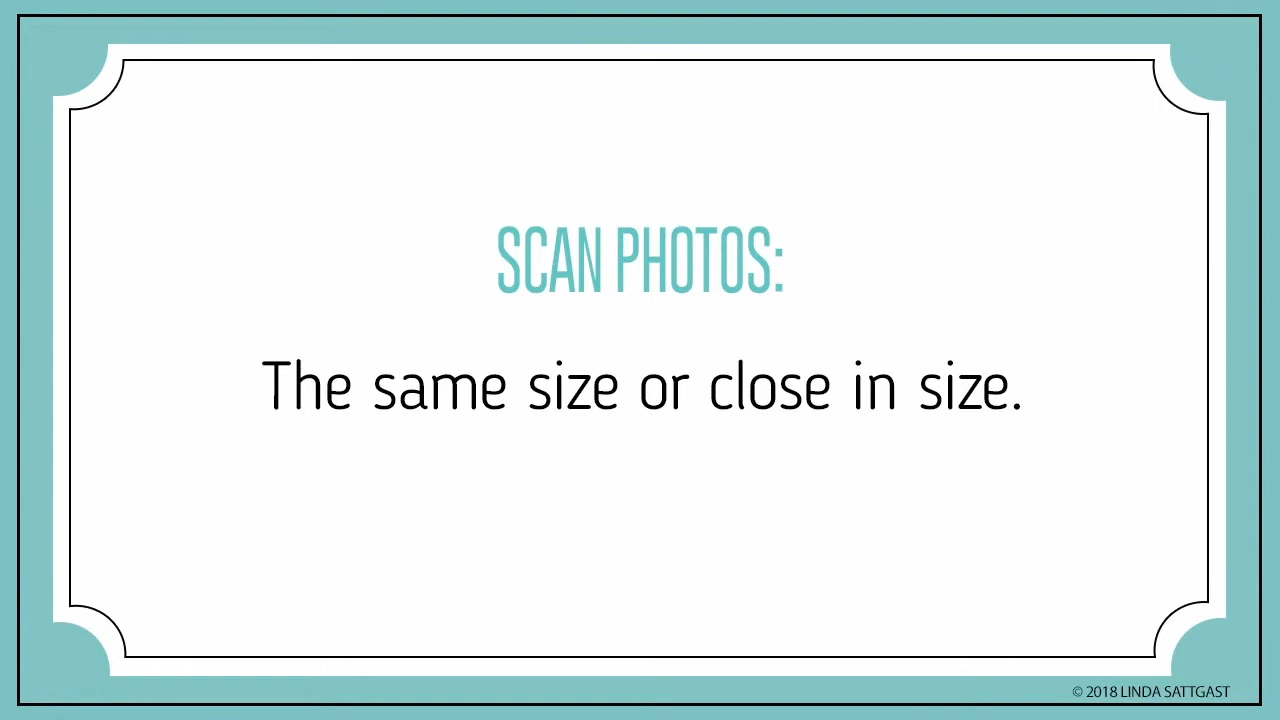 SCAN PHOTOS:
The same size or close in size.
© 2018 LINDA SATTGAST